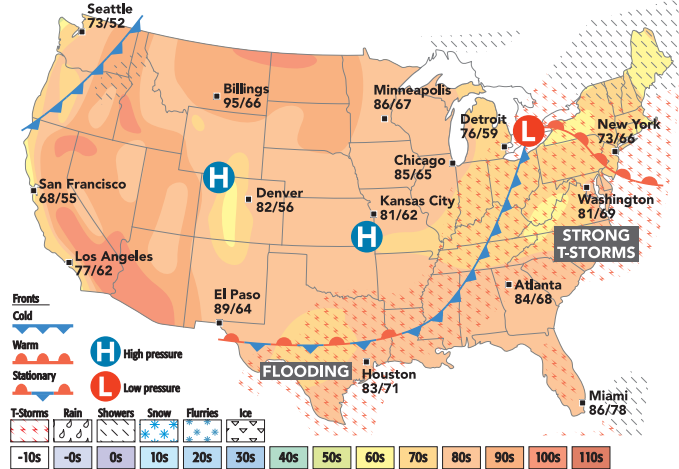 Seattle
73/52
Billings
95/66
Minneapolis
86/67
Detroit
76/59
L
New York
73/66
Chicago
85/65
H
San Francisco
68/55
Denver
82/56
Kansas City
81/62
Washington
81/69
H
STRONG
T-STORMS
Los Angeles
77/62
Atlanta
84/68
El Paso
89/64
Fronts
Cold
Warm
Stationary
H High pressure
L Low pressure
FLOODING
Houston
83/71
Miami
86/78
T-Storms Rain Showers Snow Flurries Ice
-10s -0s 0s 10s 20s 30s 40s 50s 60s 70s 80s 90s 100s 110s